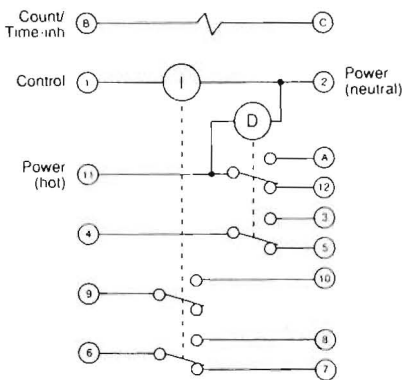 Count/
Time-inh B C
Control 1 I 2 Power
(neutral)
D
A
Power
(hot) 11 12
3
4 5
10
9
8
6 7